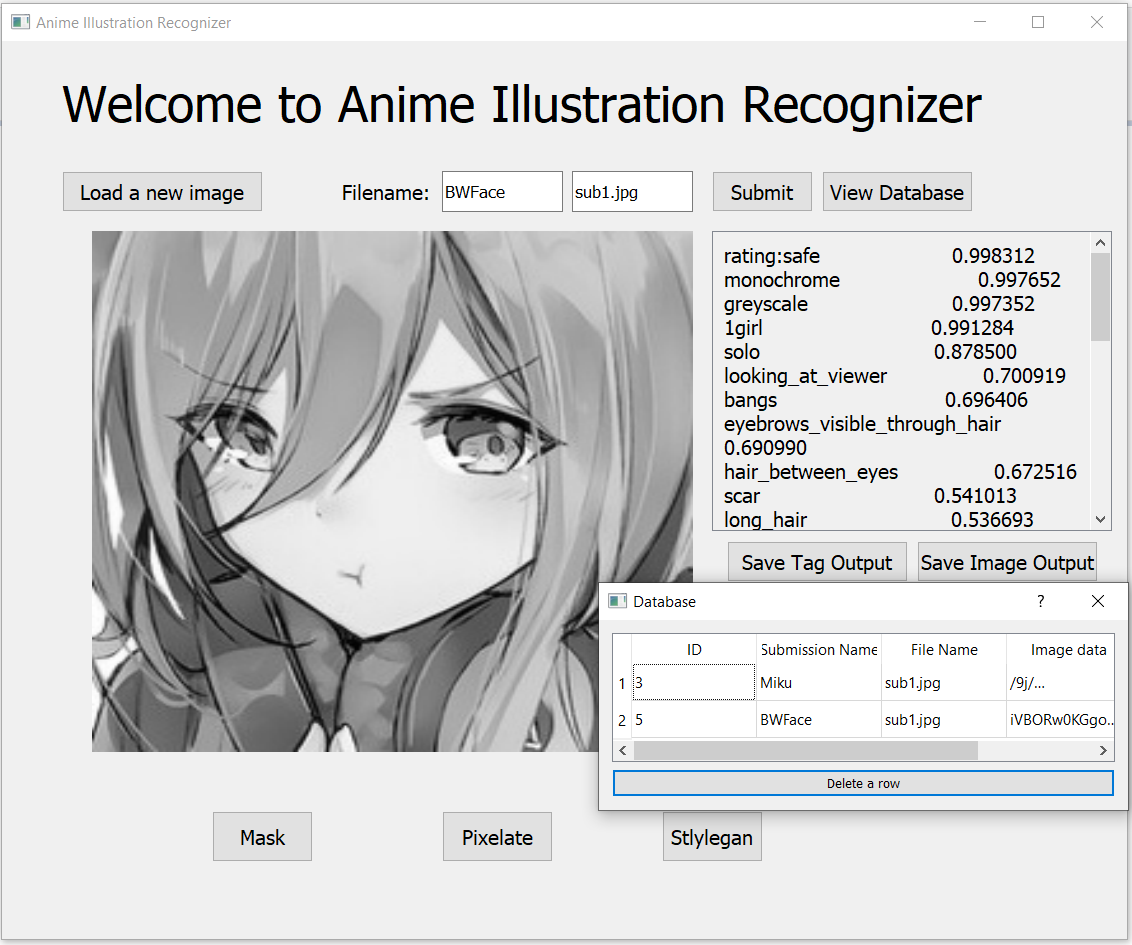 Anime Illustration Recognizer
Welcome to Anime Illustration Recognizer
Load a new image Filename: BWFace sub1.jpg Submit View Database
rating:safe 0.998312
monochrome 0.997652
greyscale 0.997352
1girl 0.991284
solo 0.878500
looking_at_viewer 0.700919
bangs 0.696406
eyebrows_visible_through_hair
0.690990
hair_between_eyes 0.672516
scar 0.541013
long_hair 0.536693
Save Tag Output Save Image Output
Database ?
ID Submission Name File Name Image data
1 3 Miku sub1.jpg /9j/...
2 5 BWFace sub1.jpg iVBORw0KGgo..
Delete a row
Mask Pixelate Stlylegan